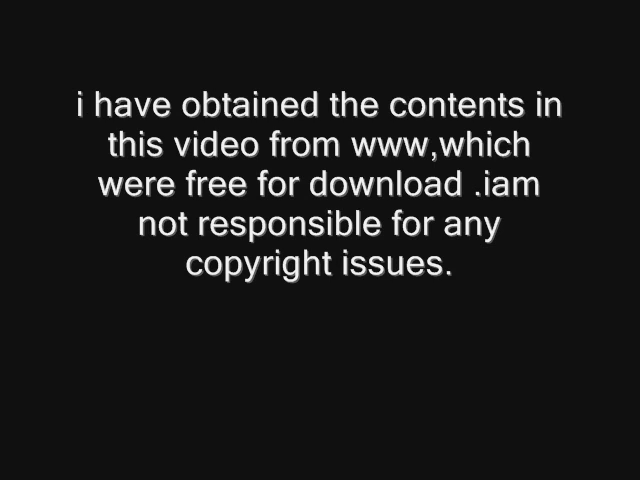 i have obtained the contents in
this video from www,which
were free for download .iam
not responsible for any
copyright issues.